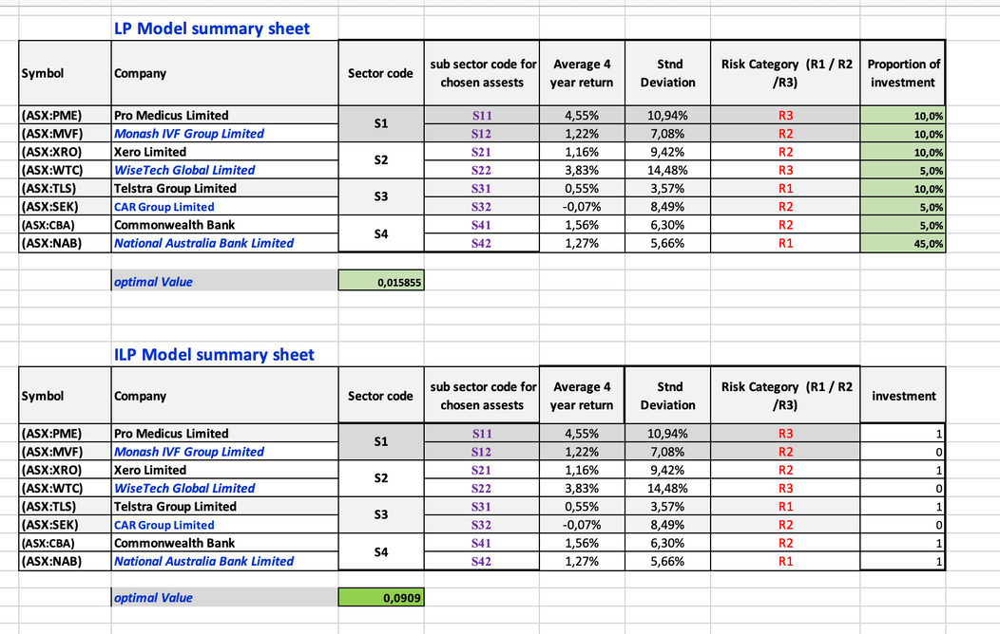 LP Model summary sheet
Symbol Company Sector code sub sector code for chosen assests Average 4 year return Stnd Deviation Risk Category (R1 / R2 /R3) Proportion of investment
(ASX:PME) Pro Medicus Limited S1 S11 4,55% 10,94% R3 10,0%
(ASX:MVF) Monash IVF Group Limited S12 1,22% 7,08% R2 10,0%
(ASX:XRO) Xero Limited S2 S21 1,16% 9,42% R2 10,0%
(ASX:WTC) WiseTech Global Limited S22 3,83% 14,48% R3 5,0%
(ASX:TLS) Telstra Group Limited S3 S31 0,55% 3,57% R1 10,0%
(ASX:SEK) CAR Group Limited S32 -0,07% 8,49% R2 5,0%
(ASX:CBA) Commonwealth Bank S4 S41 1,56% 6,30% R2 5,0%
(ASX:NAB) National Australia Bank Limited S42 1,27% 5,66% R1 45,0%
optimal Value 0,015855
ILP Model summary sheet
Symbol Company Sector code sub sector code for chosen assests Average 4 year return Stnd Deviation Risk Category (R1 / R2 /R3) investment
(ASX:PME) Pro Medicus Limited S1 S11 4,55% 10,94% R3 1
(ASX:MVF) Monash IVF Group Limited S12 1,22% 7,08% R2 0
(ASX:XRO) Xero Limited S2 S21 1,16% 9,42% R2 1
(ASX:WTC) WiseTech Global Limited S22 3,83% 14,48% R3 0
(ASX:TLS) Telstra Group Limited S3 S31 0,55% 3,57% R1 1
(ASX:SEK) CAR Group Limited S32 -0,07% 8,49% R2 0
(ASX:CBA) Commonwealth Bank S4 S41 1,56% 6,30% R2 1
(ASX:NAB) National Australia Bank Limited S42 1,27% 5,66% R1 1
optimal Value 0,0909